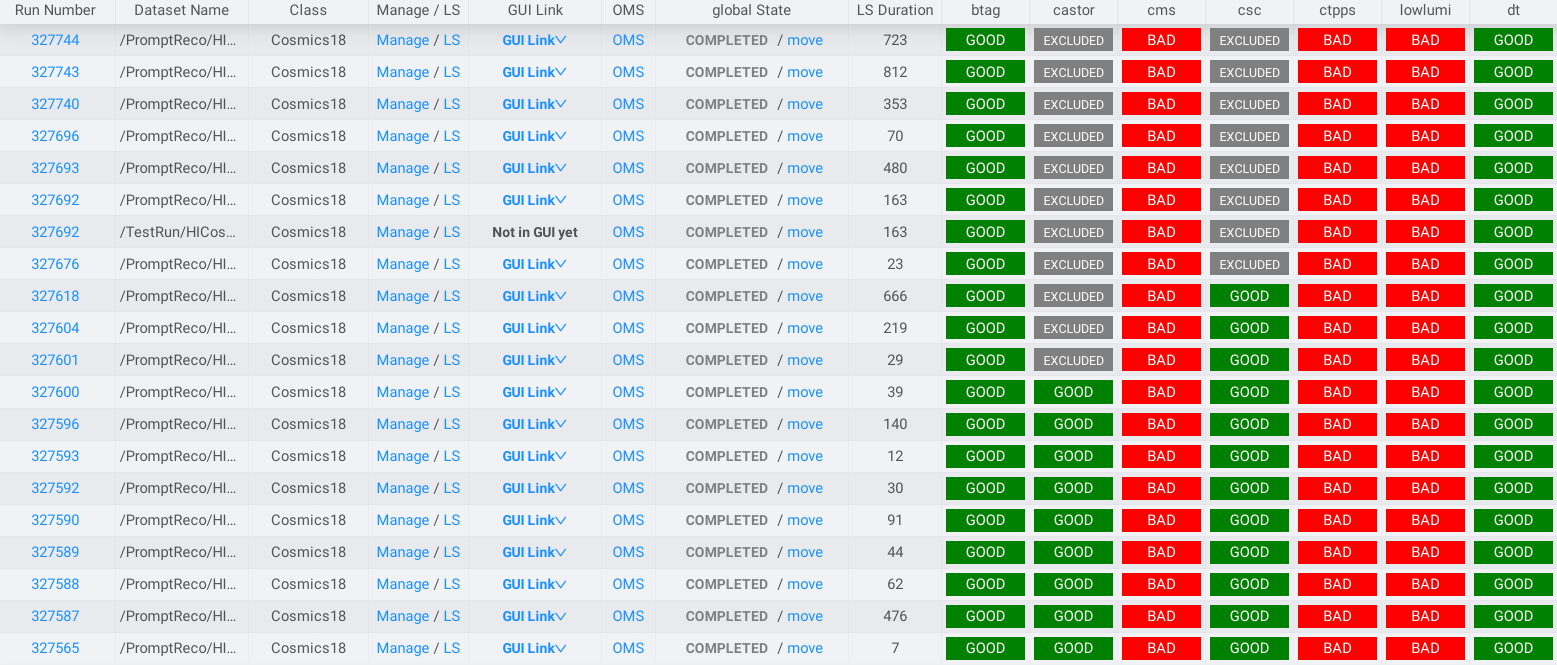 Run Number Dataset Name Class Manage / LS GUI Link OMS global State LS Duration btag castor cms csc ctpps lowlumi dt
327744 /PromptReco/HI... Cosmics18 Manage / LS GUI Link OMS COMPLETED / move 723 GOOD EXCLUDED BAD EXCLUDED BAD BAD GOOD
327743 /PromptReco/HI... Cosmics18 Manage / LS GUI Link OMS COMPLETED / move 812 GOOD EXCLUDED BAD EXCLUDED BAD BAD GOOD
327740 /PromptReco/HI... Cosmics18 Manage / LS GUI Link OMS COMPLETED / move 353 GOOD EXCLUDED BAD EXCLUDED BAD BAD GOOD
327696 /PromptReco/HI... Cosmics18 Manage / LS GUI Link OMS COMPLETED / move 70 GOOD EXCLUDED BAD EXCLUDED BAD BAD GOOD
327693 /PromptReco/HI... Cosmics18 Manage / LS GUI Link OMS COMPLETED / move 480 GOOD EXCLUDED BAD EXCLUDED BAD BAD GOOD
327692 /PromptReco/HI... Cosmics18 Manage / LS GUI Link OMS COMPLETED / move 163 GOOD EXCLUDED BAD EXCLUDED BAD BAD GOOD
327692 /TestRun/HICos... Cosmics18 Manage / LS Not in GUI yet OMS COMPLETED / move 163 GOOD EXCLUDED BAD EXCLUDED BAD BAD GOOD
327676 /PromptReco/HI... Cosmics18 Manage / LS GUI Link OMS COMPLETED / move 23 GOOD EXCLUDED BAD EXCLUDED BAD BAD GOOD
327618 /PromptReco/HI... Cosmics18 Manage / LS GUI Link OMS COMPLETED / move 666 GOOD EXCLUDED BAD GOOD BAD BAD GOOD
327604 /PromptReco/HI... Cosmics18 Manage / LS GUI Link OMS COMPLETED / move 219 GOOD EXCLUDED BAD GOOD BAD BAD GOOD
327601 /PromptReco/HI... Cosmics18 Manage / LS GUI Link OMS COMPLETED / move 29 GOOD EXCLUDED BAD GOOD BAD BAD GOOD
327600 /PromptReco/HI... Cosmics18 Manage / LS GUI Link OMS COMPLETED / move 39 GOOD GOOD BAD GOOD BAD BAD GOOD
327596 /PromptReco/HI... Cosmics18 Manage / LS GUI Link OMS COMPLETED / move 140 GOOD GOOD BAD GOOD BAD BAD GOOD
327593 /PromptReco/HI... Cosmics18 Manage / LS GUI Link OMS COMPLETED / move 12 GOOD GOOD BAD GOOD BAD BAD GOOD
327592 /PromptReco/HI... Cosmics18 Manage / LS GUI Link OMS COMPLETED / move 30 GOOD GOOD BAD GOOD BAD BAD GOOD
327590 /PromptReco/HI... Cosmics18 Manage / LS GUI Link OMS COMPLETED / move 91 GOOD GOOD BAD GOOD BAD BAD GOOD
327589 /PromptReco/HI... Cosmics18 Manage / LS GUI Link OMS COMPLETED / move 44 GOOD GOOD BAD GOOD BAD BAD GOOD
327588 /PromptReco/HI... Cosmics18 Manage / LS GUI Link OMS COMPLETED / move 62 GOOD GOOD BAD GOOD BAD BAD GOOD
327587 /PromptReco/HI... Cosmics18 Manage / LS GUI Link OMS COMPLETED / move 476 GOOD GOOD BAD GOOD BAD BAD GOOD
327565 /PromptReco/HI... Cosmics18 Manage / LS GUI Link OMS COMPLETED / move 7 GOOD GOOD BAD GOOD BAD BAD GOOD